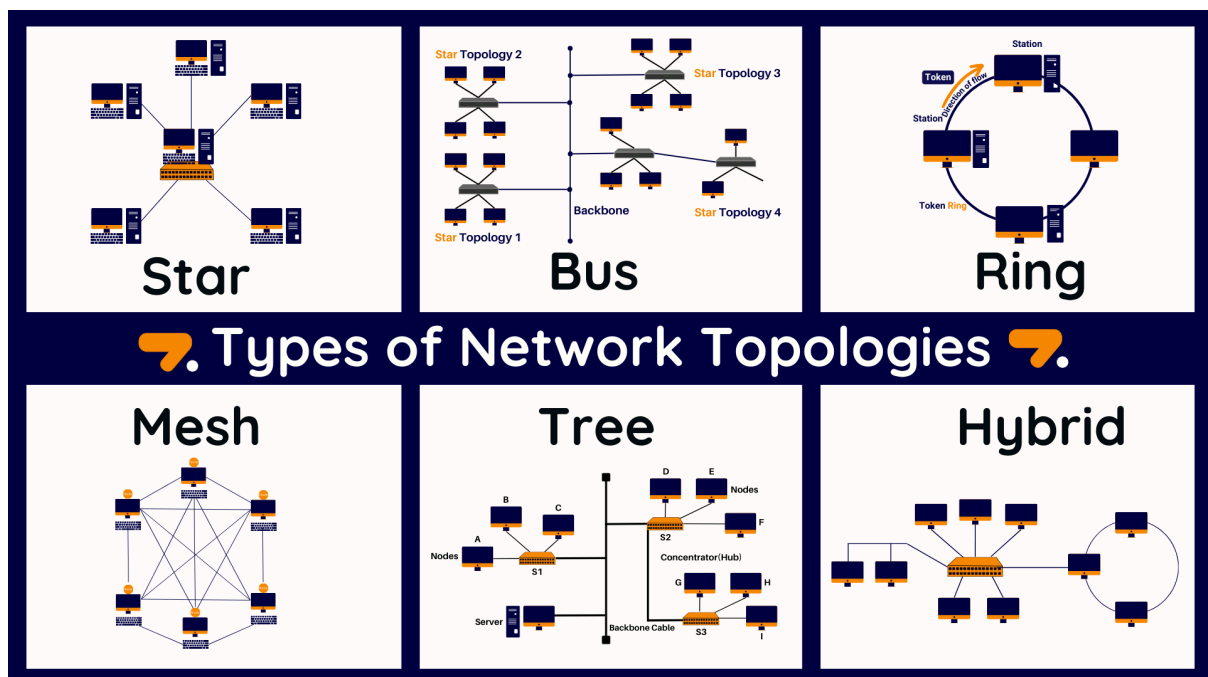 Star
Star Topology 2
Star Topology 1
Star Topology 3
Star Topology 4
Backbone
Bus
Station
Token
Direction of flow
Station
Token Ring
Ring
Types of Network Topologies
Mesh
Tree
D
E
B
Nodes
C
F
A
S2
Nodes
Concentrator(Hub)
S1
G
H
Server
Backbone Cable
S3
I
Hybrid